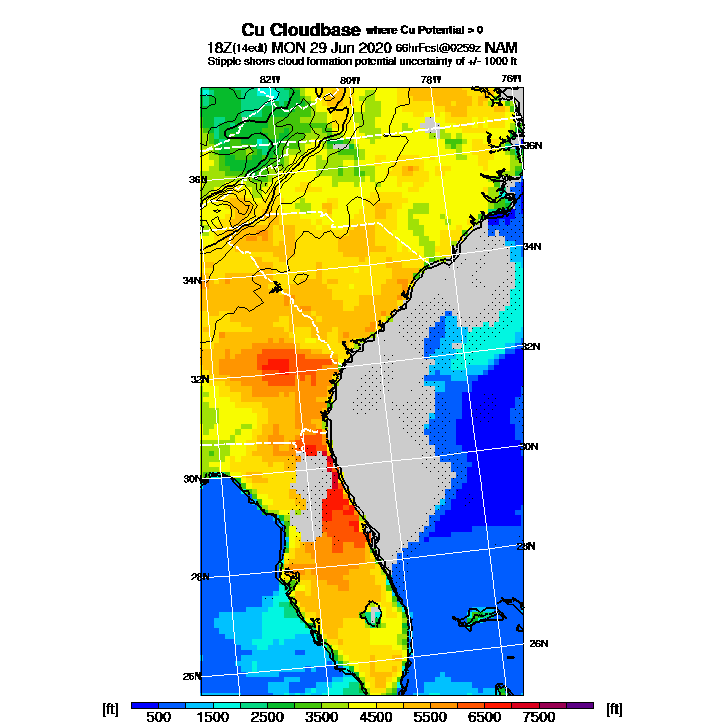 Cu Cloudbase where Cu Potential > 0
18Z(14edt) MON 29 Jun 2020 66hrFcst@0259z NAM
Stipple shows cloud formation potential uncertainty of +/- 1000 ft
82W 80W 78W 76W
36N
36N
34N
34N
32N
32N
30N
30N
28N
28N
26N
26N
[ft] 500 1500 2500 3500 4500 5500 6500 7500 [ft]